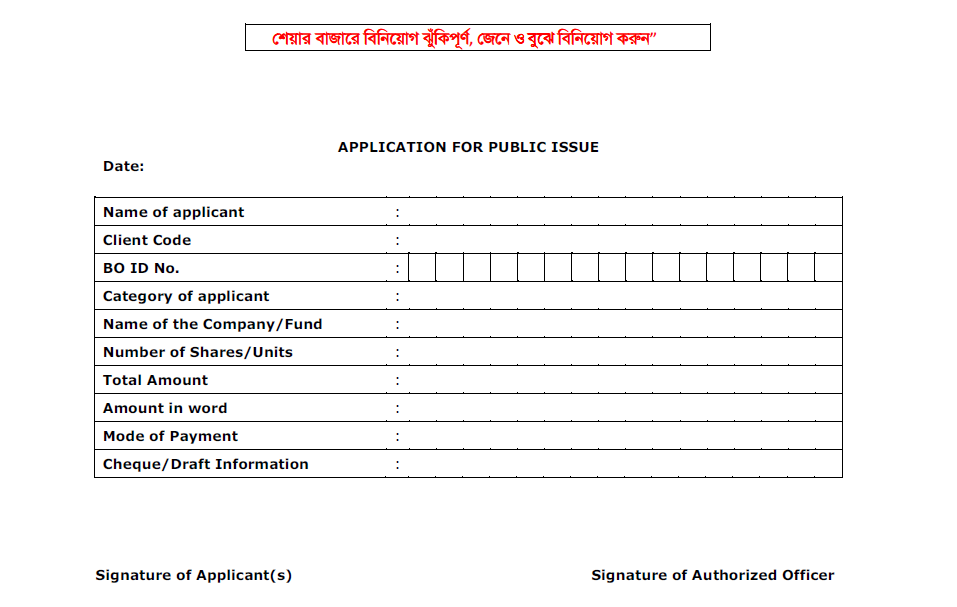 শেয়ার বাজারে বিনিয়োগ ঝুঁকিপূর্ণ, জেনে ও বুঝে বিনিয়োগ করুন”
APPLICATION FOR PUBLIC ISSUE
Date:
Name of applicant :
Client Code :
BO ID No. :
Category of applicant :
Name of the Company/Fund :
Number of Shares/Units :
Total Amount :
Amount in word :
Mode of Payment :
Cheque/Draft Information :
Signature of Applicant(s) Signature of Authorized Officer